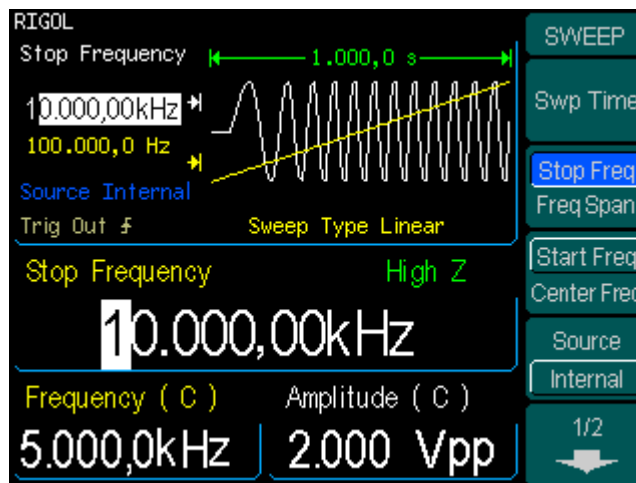 RIGOL
Stop Frequency
1.000,0 s
10.000,00kHz
100.000,0 Hz
Source Internal
Trig Out
Sweep Type Linear
Stop Frequency
High Z
10.000,00kHz
Frequency ( C )
Amplitude ( C )
5.000,0kHz
2.000 Vpp
SWEEP
Swp Time
Stop Freq
Freq Span
Start Freq
Center Freq
Source
Internal
1/2